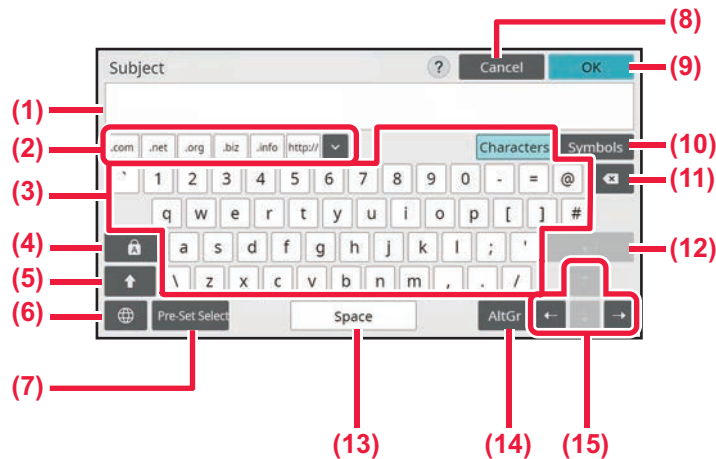 (8)
Subject ? Cancel OK (9)
(1)
(2) .com .net .org .biz .info http:// Characters Symbols (10)
(3) ` 1 2 3 4 5 6 7 8 9 0 - = @ (11)
q w e r t y u i o p [ ] #
(4) A a s d f g h j k l ; ' (12)
(5) \ z x c v b n m , . /
(6) Pre-Set Select Space AltGr ← ↓ →
(7)
(13) (14) (15)